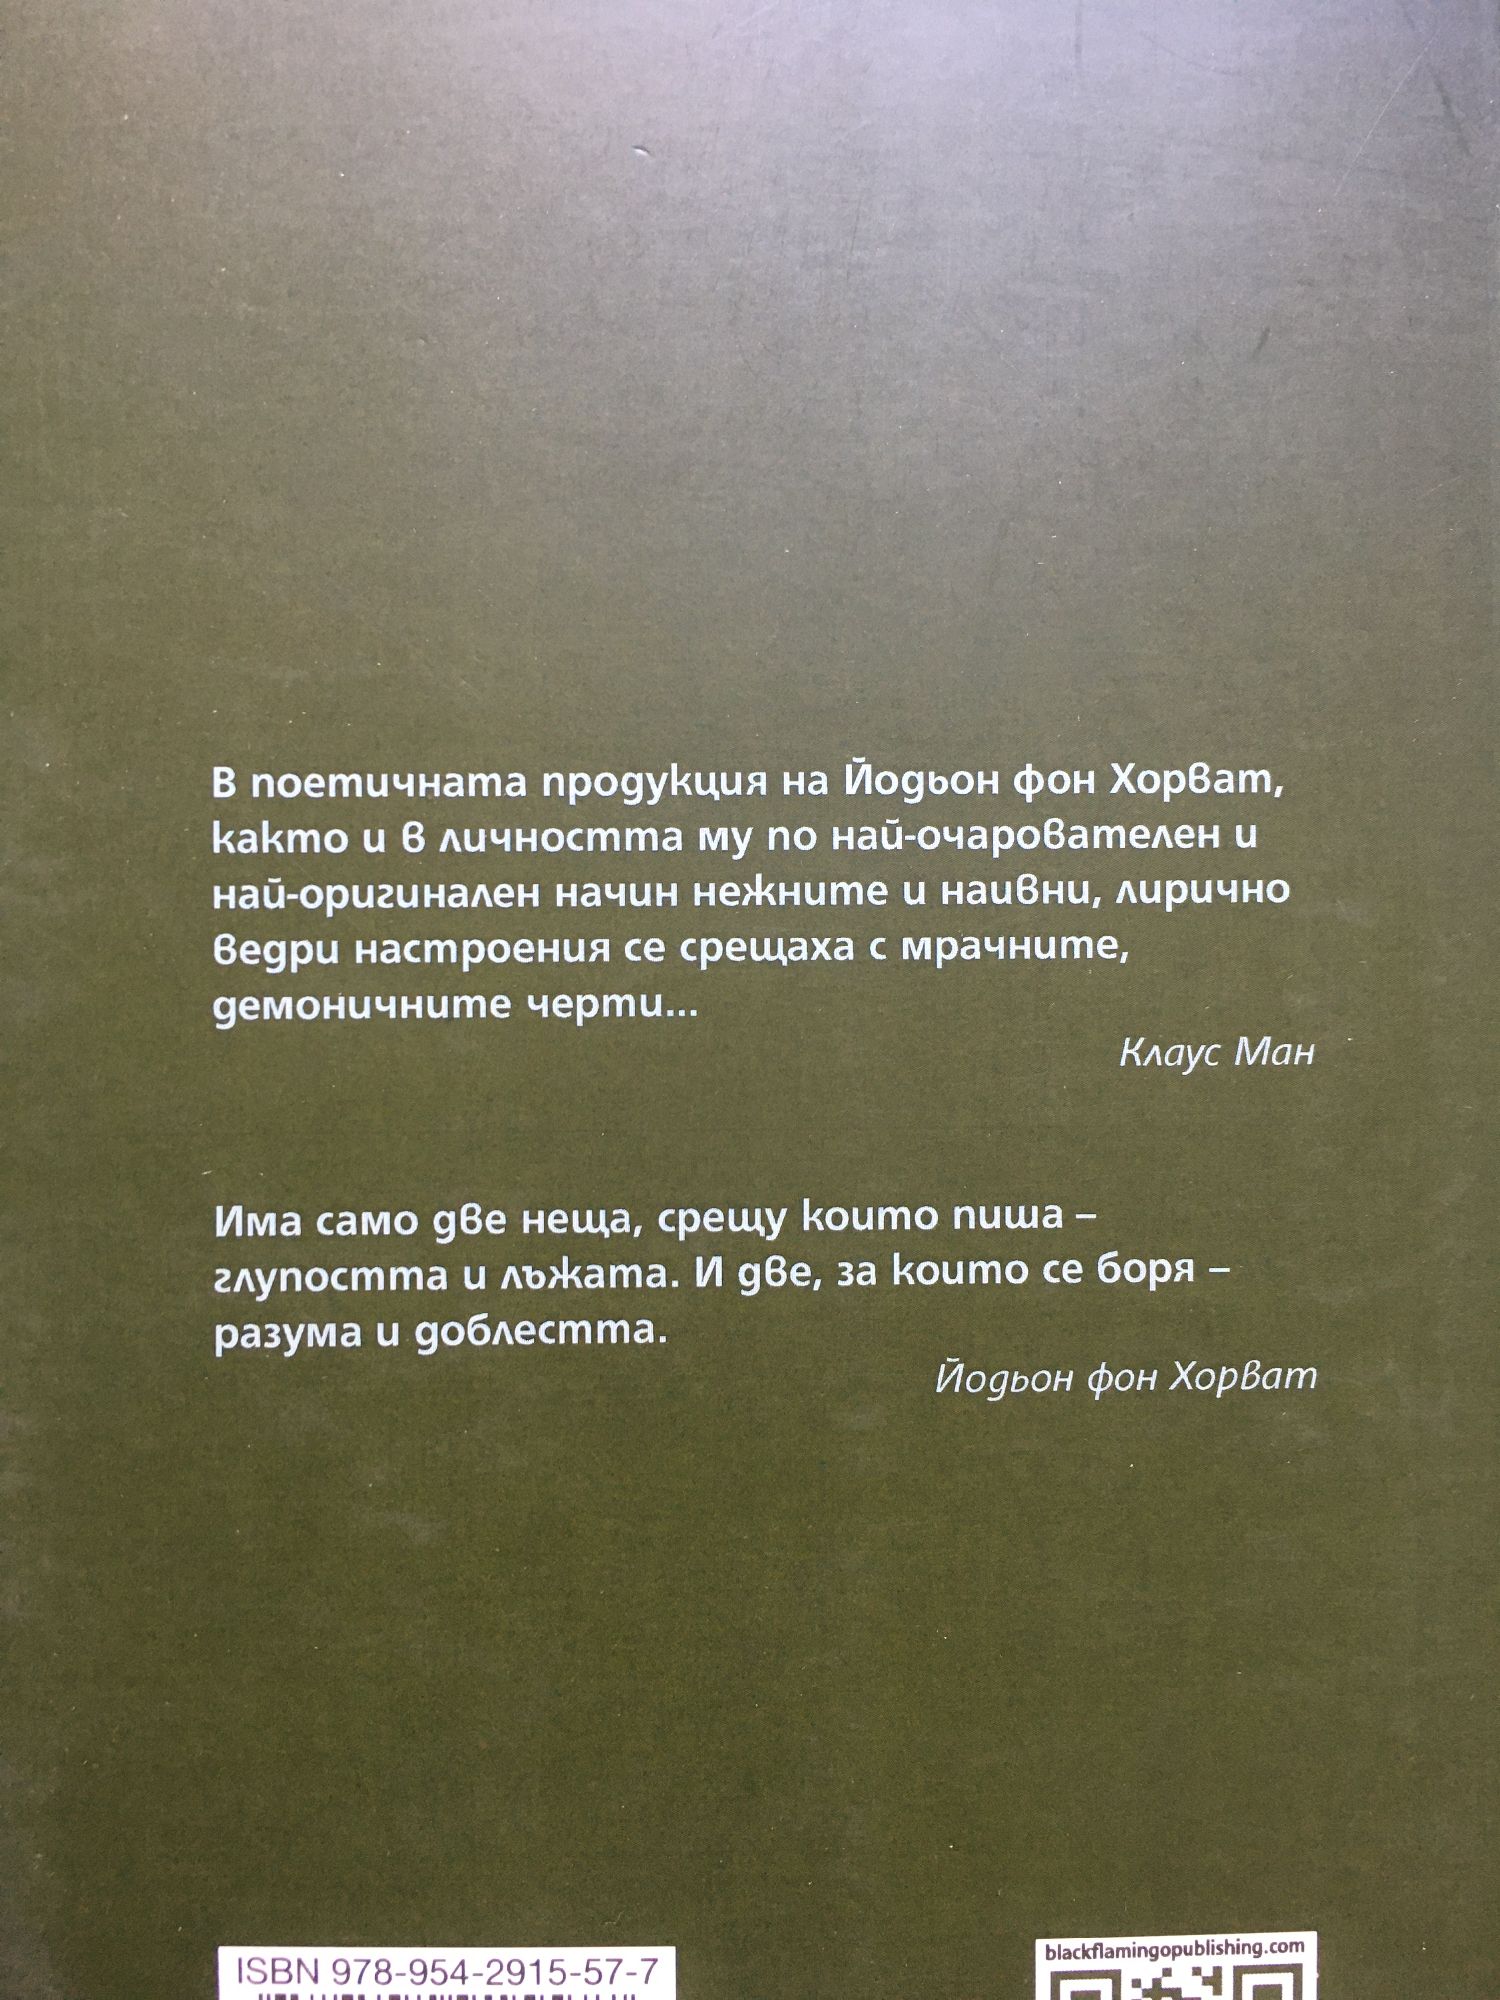 В поетичната продукция на Йодьон фон Хорват,
както и в личността му по най-очарователен и
най-оригинален начин нежните и наивни, лирично
ведри настроения се срещаха с мрачните,
демоничните черти...
Клаус Ман
Има само две неща, срещу които пиша –
глупостта и лъжата. И две, за които се боря –
разума и доблестта.
Йодьон фон Хорват
ISBN 978-954-2915-57-7
blackflamingopublishing.com